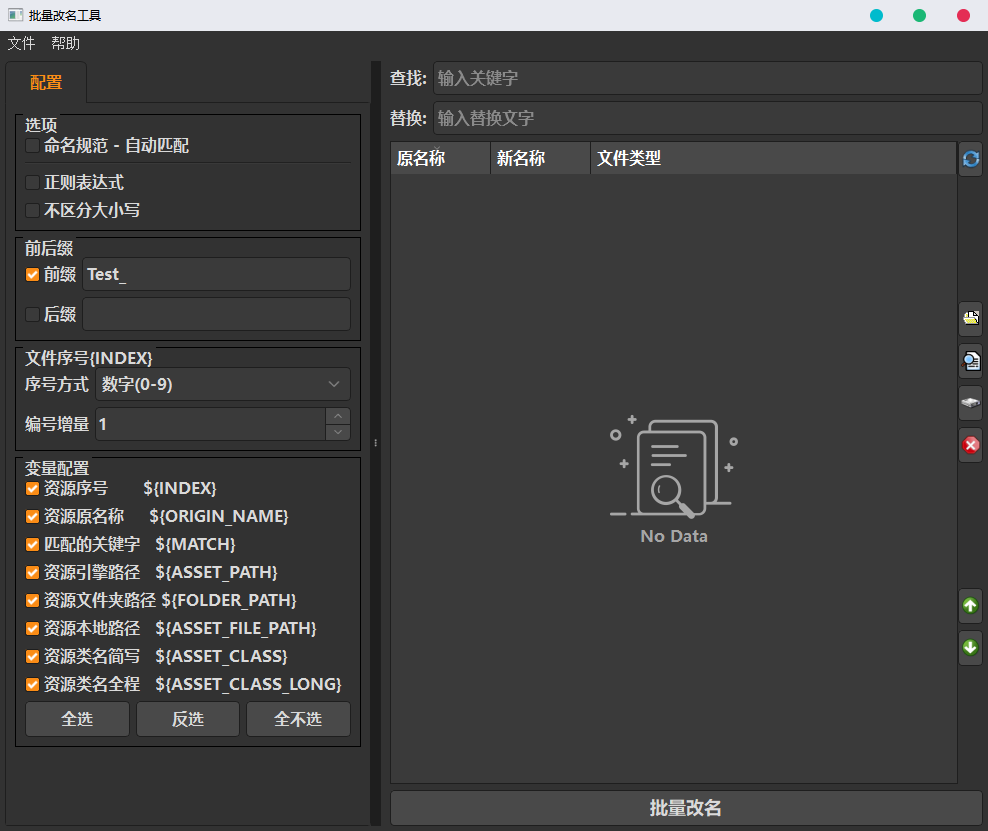 批量改名工具
文件 帮助
配置
选项
命名规范 - 自动匹配
正则表达式
不区分大小写
前后缀
前缀 Test_
后缀
文件序号{INDEX}
序号方式 数字(0-9)
编号增量 1
变量配置
资源序号 ${INDEX}
资源原名称 ${ORIGIN_NAME}
匹配的关键字 ${MATCH}
资源引擎路径 ${ASSET_PATH}
资源文件夹路径 ${FOLDER_PATH}
资源本地路径 ${ASSET_FILE_PATH}
资源类名简写 ${ASSET_CLASS}
资源类名全程 ${ASSET_CLASS_LONG}
全选 反选 全不选
查找: 输入关键字
替换: 输入替换文字
原名称 新名称 文件类型
No Data
批量改名